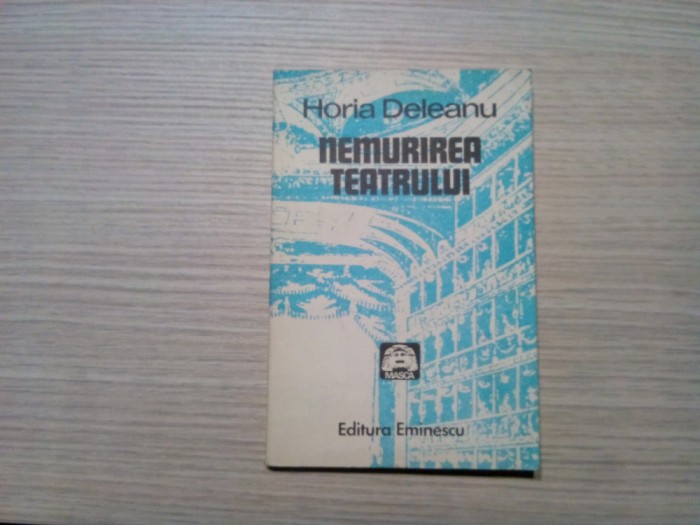 Horia Deleanu
NEMURIREA
TEATRULUI
MASCA
Editura Eminescu